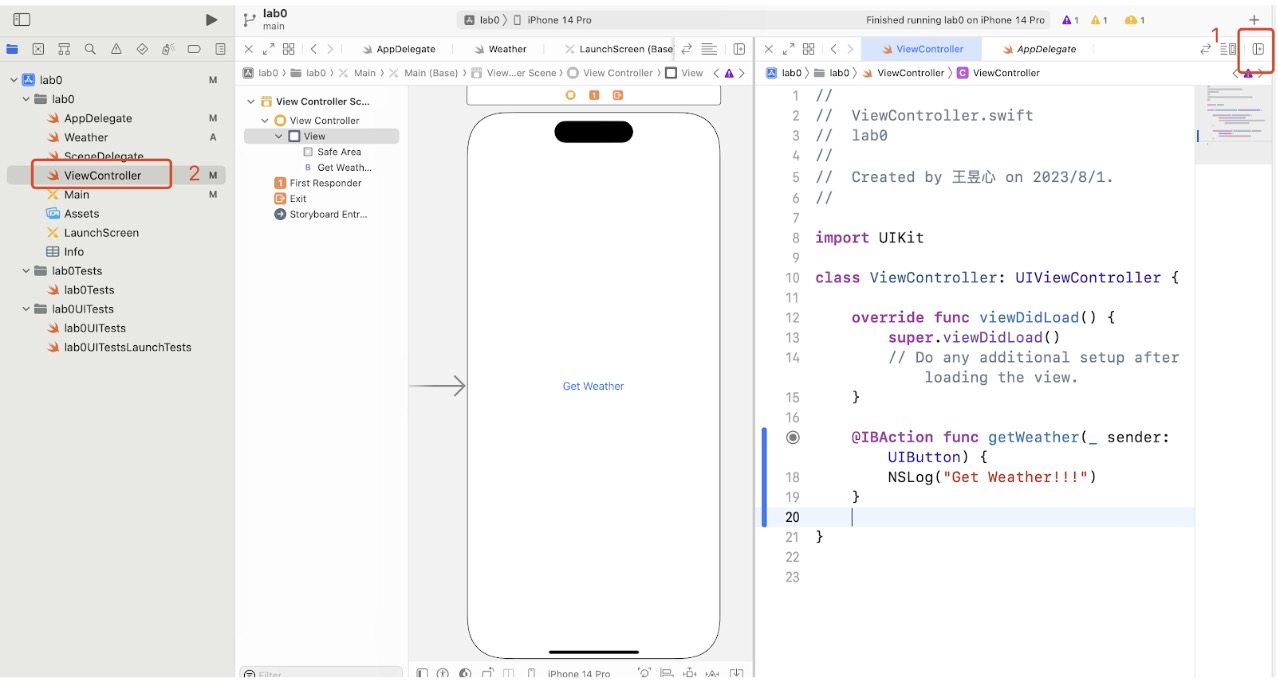 lab0
main
lab0
iPhone 14 Pro
Finished running lab0 on iPhone 14 Pro
1
1
1
1
AppDelegate
Weather
LaunchScreen (Base
ViewController
AppDelegate
lab0
M
lab0
AppDelegate
M
Weather
A
SceneDelegate
ViewController
2
M
Main
M
Assets
LaunchScreen
Info
lab0Tests
lab0Tests
lab0UITests
lab0UITests
lab0UITestsLaunchTests
lab0
lab0
Main
Main (Base)
View...er Scene
View Controller
View
View Controller Sc...
View Controller
View
Safe Area
B Get Weath...
First Responder
Exit
Storyboard Entr...
Filter
Get Weather
iPhone 14 Pro
lab0
lab0
ViewController
C ViewController
1 //
2 // ViewController.swift
3 // lab0
4 //
5 // Created by 王昱心 on 2023/8/1.
6 //
7
8 import UIKit
9
10 class ViewController: UIViewController {
11
12 override func viewDidLoad() {
13 super.viewDidLoad()
14 // Do any additional setup after
loading the view.
15 }
16
@IBAction func getWeather(_ sender:
UIButton) {
18 NSLog("Get Weather!!!")
19 }
20
21 }
22
23